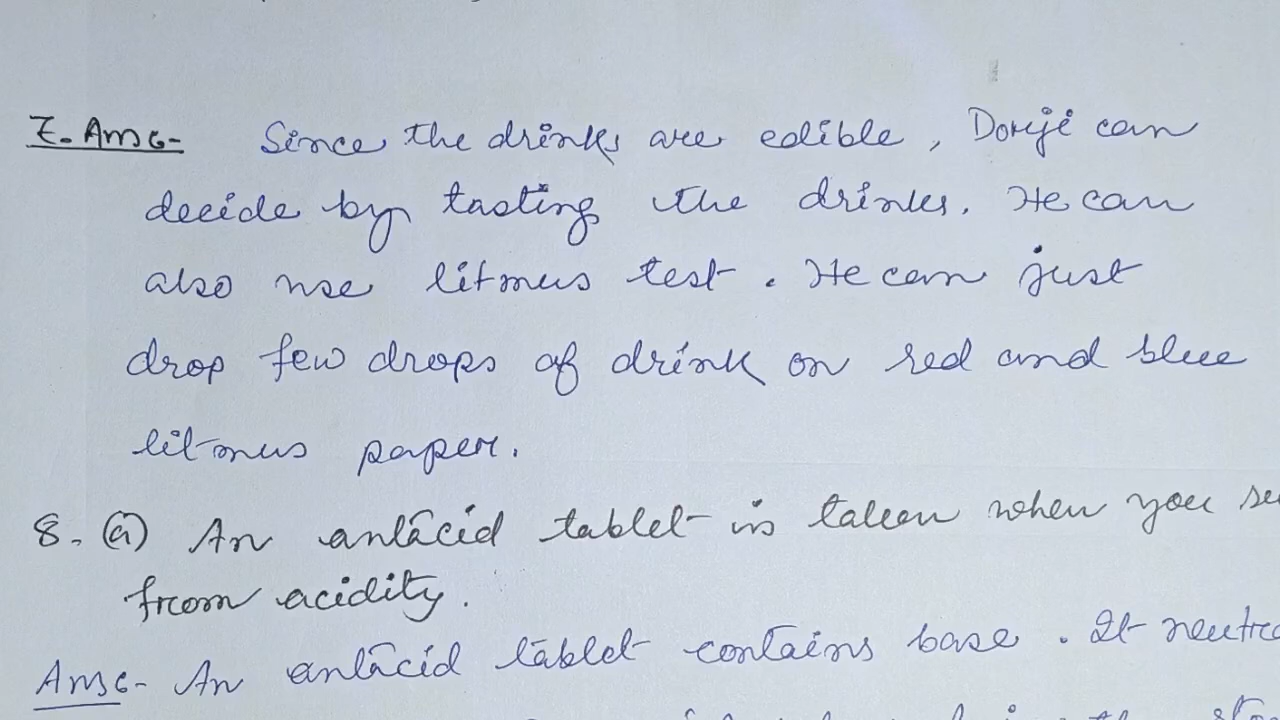 7. Ans:-  Since the drinks are edible, Dorji can
decide by tasting the drinks. He can
also use litmus test. He can just
drop few drops of drink on red and blue
litmus paper.
8. (a) An antacid tablet is taken when you
from acidity.
Ans:- An antacid tablet contains base. It